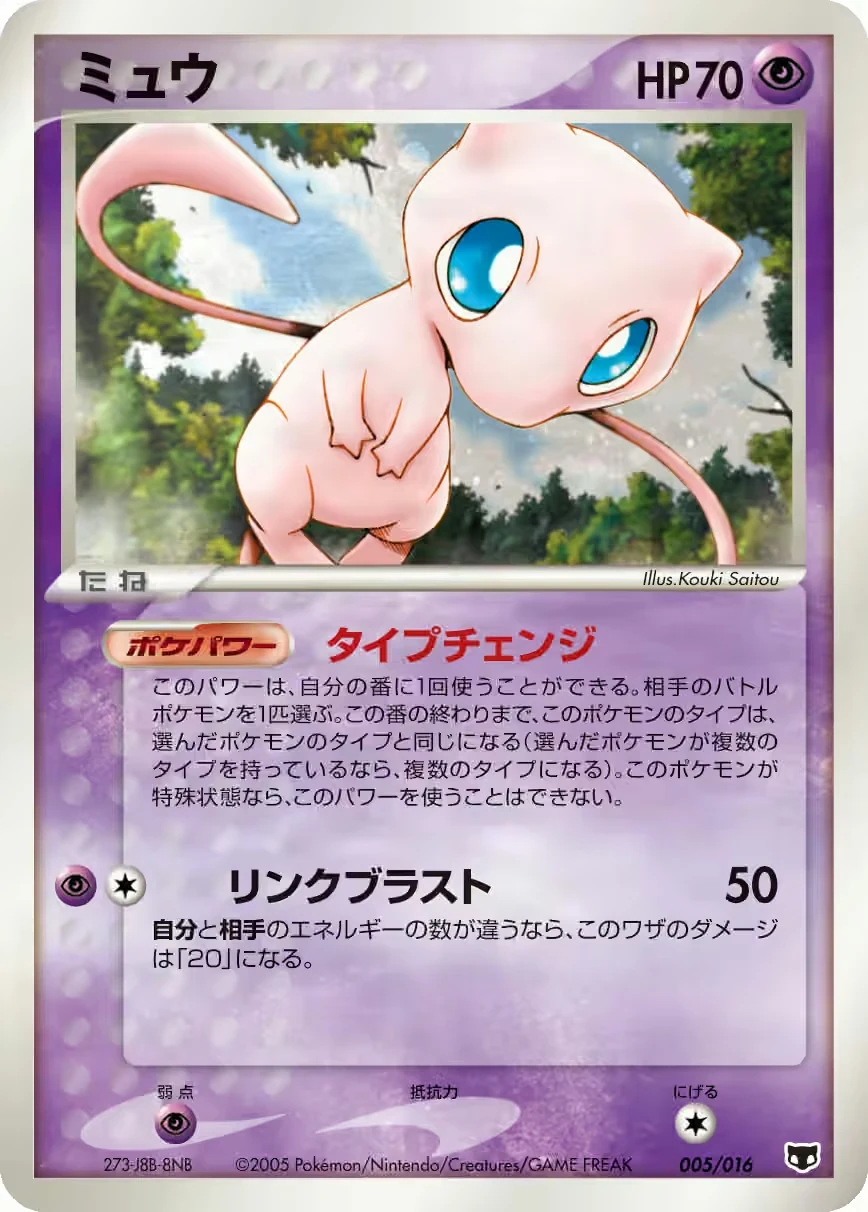 ミュウ
HP70
たね
Illus.Kouki Saitou
ポケパワー タイプチェンジ
このパワーは、自分の番に1回使うことができる。相手のバトル
ポケモンを1匹選ぶ。この番の終わりまで、このポケモンのタイプは、
選んだポケモンのタイプと同じになる（選んだポケモンが複数の
タイプを持っているなら、複数のタイプになる）。このポケモンが
特殊状態なら、このパワーを使うことはできない。
リンクブラスト 50
自分と相手のエネルギーの数が違うなら、このワザのダメージ
は「20」になる。
弱点 抵抗力 にげる
273-J8B-8NB ©2005 Pokémon/Nintendo/Creatures/GAME FREAK 005/016